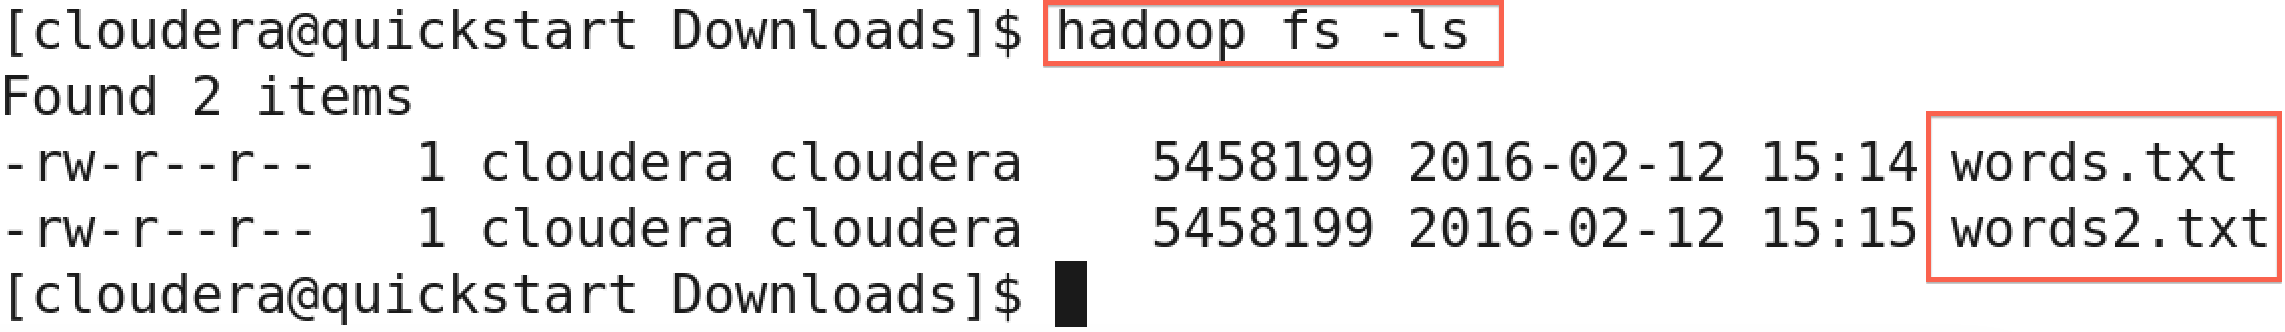 [cloudera@quickstart Downloads]$ hadoop fs -ls
Found 2 items
-rw-r--r--   1 cloudera cloudera    5458199 2016-02-12 15:14 words.txt
-rw-r--r--   1 cloudera cloudera    5458199 2016-02-12 15:15 words2.txt
[cloudera@quickstart Downloads]$